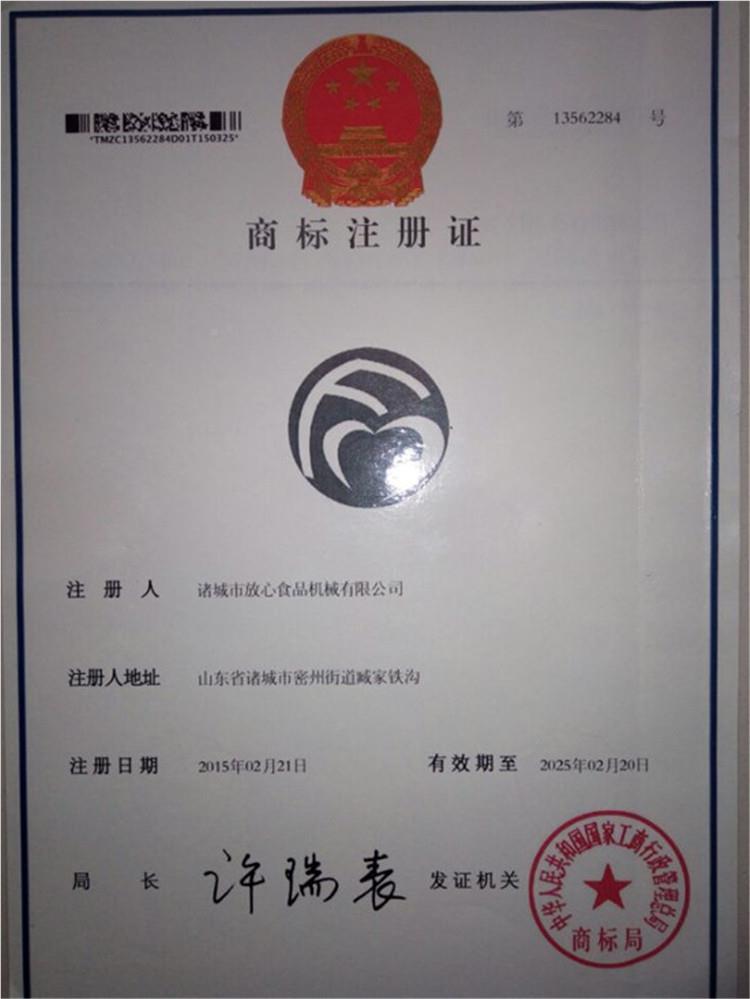 第 13562284 号
*TMZC13562284D01T150325*
商标注册证
注册人 诸城市放心食品机械有限公司
注册人地址 山东省诸城市密州街道臧家铁沟
注册日期 2015年02月21日 有效期至 2025年02月20日
局长 许瑞表 发证机关
中华人民共和国国家工商行政管理总局
商标局